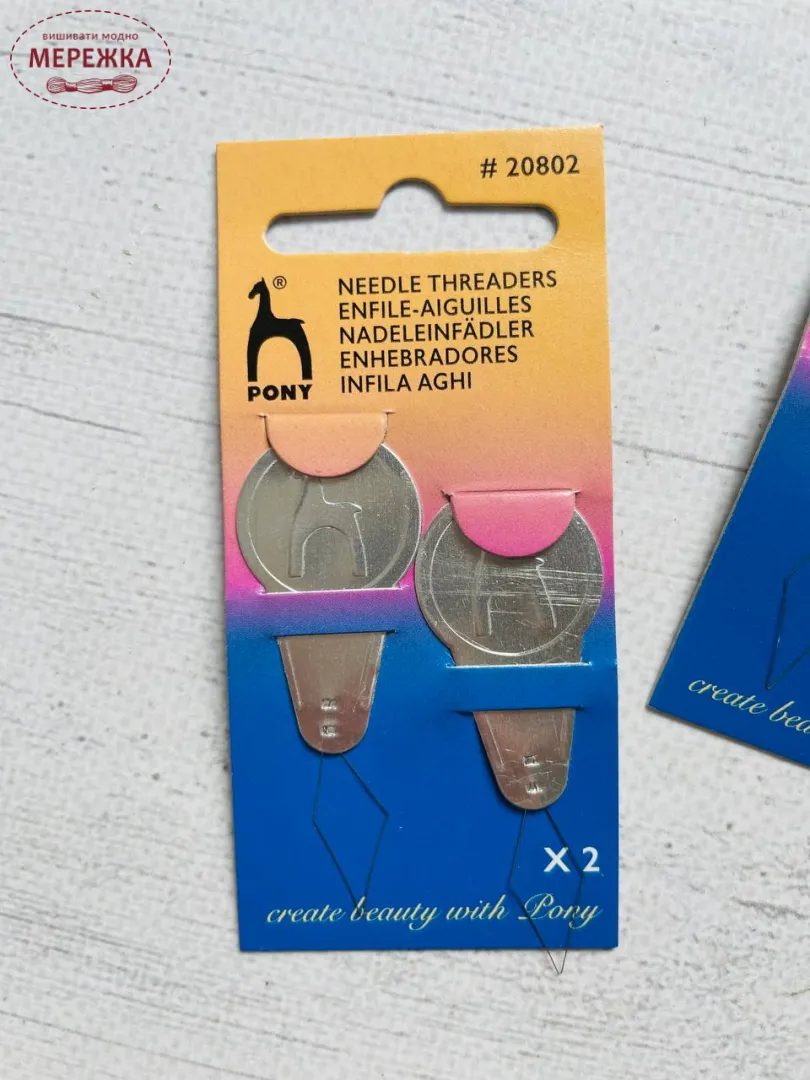 вишивати модно
МЕРЕЖКА
# 20802
®
PONY
NEEDLE THREADERS
ENFILE-AIGUILLES
NADELEINFÄDLER
ENHEBRADORES
INFILA AGHI
X 2
create beauty with Pony
create bea